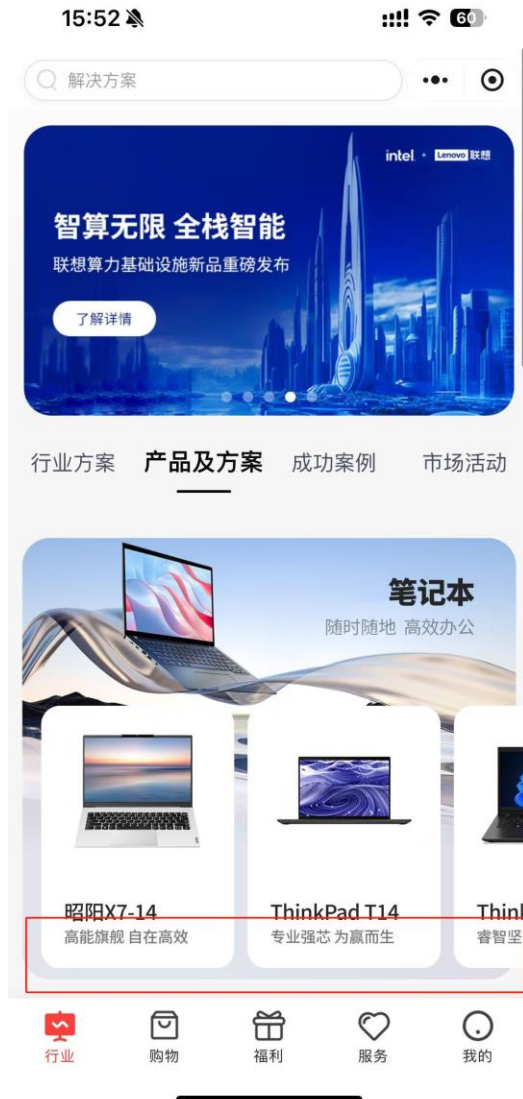 15:52
60
解决方案
intel. + Lenovo 联想
智算无限 全栈智能
联想算力基础设施新品重磅发布
了解详情
行业方案 产品及方案 成功案例 市场活动
笔记本
随时随地 高效办公
昭阳X7-14 ThinkPad T14
高能旗舰 自在高效 专业强芯 为赢而生 睿智坚
行业 购物 福利 服务 我的